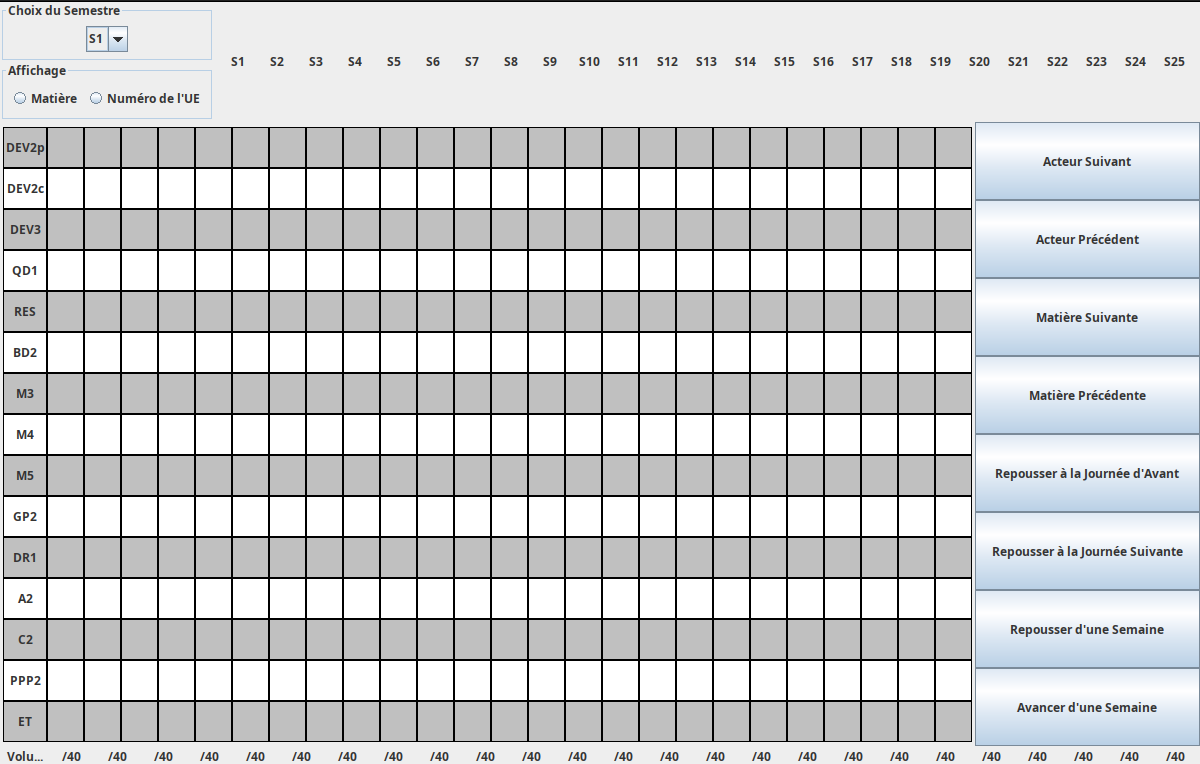 Choix du Semestre
S1
S1 S2 S3 S4 S5 S6 S7 S8 S9 S10 S11 S12 S13 S14 S15 S16 S17 S18 S19 S20 S21 S22 S23 S24 S25
Affichage
Matière Numéro de l'UE
DEV2p
Acteur Suivant
DEV2c
DEV3
Acteur Précédent
QD1
RES
Matière Suivante
BD2
M3
Matière Précédente
M4
M5
Repousser à la Journée d'Avant
GP2
DR1
Repousser à la Journée Suivante
A2
C2
Repousser d'une Semaine
PPP2
ET
Avancer d'une Semaine
Volu... /40 /40 /40 /40 /40 /40 /40 /40 /40 /40 /40 /40 /40 /40 /40 /40 /40 /40 /40 /40 /40 /40 /40 /40 /40